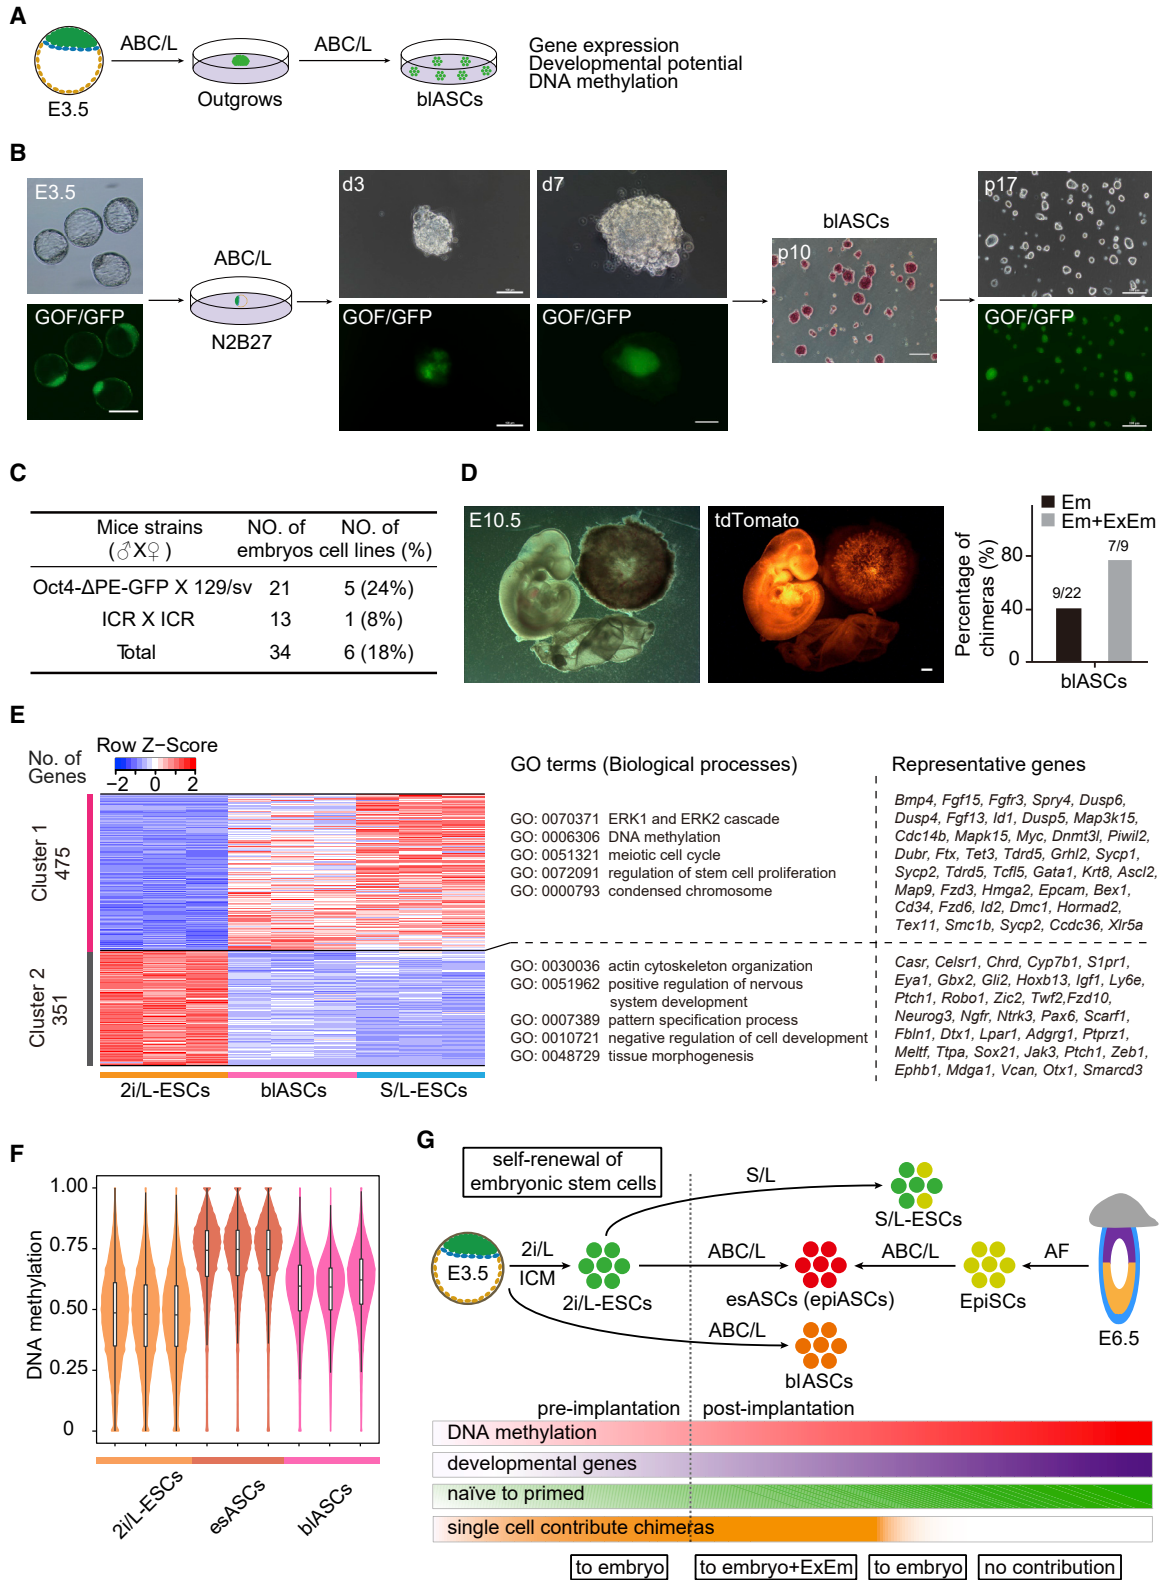 A
E3.5
ABC/L
Outgrows
ABC/L
blASCs
Gene expression
Developmental potential
DNA methylation
B
E3.5
GOF/GFP
ABC/L
N2B27
d3
GOF/GFP
d7
GOF/GFP
blASCs
p10
p17
GOF/GFP
C
Mice strains NO. of NO. of
(♂X♀) embryos cell lines (%)
Oct4-ΔPE-GFP X 129/sv 21 5 (24%)
ICR X ICR 13 1 (8%)
Total 34 6 (18%)
D
E10.5
tdTomato
Em
Em+ExEm
Percentage of
chimeras (%)
80
40
0
9/22
7/9
blASCs
E
No. of
Genes
Row Z−Score
−2 0 2
Cluster 1
475
Cluster 2
351
2i/L-ESCs blASCs S/L-ESCs
GO terms (Biological processes)
GO: 0070371 ERK1 and ERK2 cascade
GO: 0006306 DNA methylation
GO: 0051321 meiotic cell cycle
GO: 0072091 regulation of stem cell proliferation
GO: 0000793 condensed chromosome
GO: 0030036 actin cytoskeleton organization
GO: 0051962 positive regulation of nervous
system development
GO: 0007389 pattern specification process
GO: 0010721 negative regulation of cell development
GO: 0048729 tissue morphogenesis
Representative genes
Bmp4, Fgf15, Fgfr3, Spry4, Dusp6,
Dusp4, Fgf13, Id1, Dusp5, Map3k15,
Cdc14b, Mapk15, Myc, Dnmt3l, Piwil2,
Dubr, Ftx, Tet3, Tdrd5, Grhl2, Sycp1,
Sycp2, Tdrd5, Tcfl5, Gata1, Krt8, Ascl2,
Map9, Fzd3, Hmga2, Epcam, Bex1,
Cd34, Fzd6, Id2, Dmc1, Hormad2,
Tex11, Smc1b, Sycp2, Ccdc36, Xlr5a
Casr, Celsr1, Chrd, Cyp7b1, S1pr1,
Eya1, Gbx2, Gli2, Hoxb13, Igf1, Ly6e,
Ptch1, Robo1, Zic2, Twf2,Fzd10,
Neurog3, Ngfr, Ntrk3, Pax6, Scarf1,
Fbln1, Dtx1, Lpar1, Adgrg1, Ptprz1,
Meltf, Ttpa, Sox21, Jak3, Ptch1, Zeb1,
Ephb1, Mdga1, Vcan, Otx1, Smarcd3
F
DNA methylation
1.00
0.75
0.50
0.25
0
2i/L-ESCs
esASCs
blASCs
G
self-renewal of
embryonic stem cells
E3.5
2i/L
ICM
2i/L-ESCs
S/L
S/L-ESCs
ABC/L
esASCs (epiASCs)
ABC/L
EpiSCs
AF
E6.5
ABC/L
blASCs
pre-implantation
post-implantation
DNA methylation
developmental genes
naïve to primed
single cell contribute chimeras
to embryo
to embryo+ExEm
to embryo
no contribution